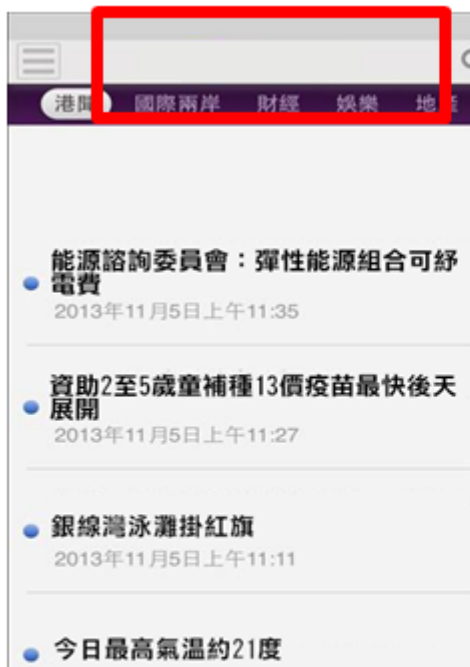 港聞 國際兩岸 財經 娛樂 地產
能源諮詢委員會：彈性能源組合可紓
電費
2013年11月5日上午11:35
資助2至5歲童補種13價疫苗最快後天
展開
2013年11月5日上午11:27
銀線灣泳灘掛紅旗
2013年11月5日上午11:11
今日最高氣温約21度